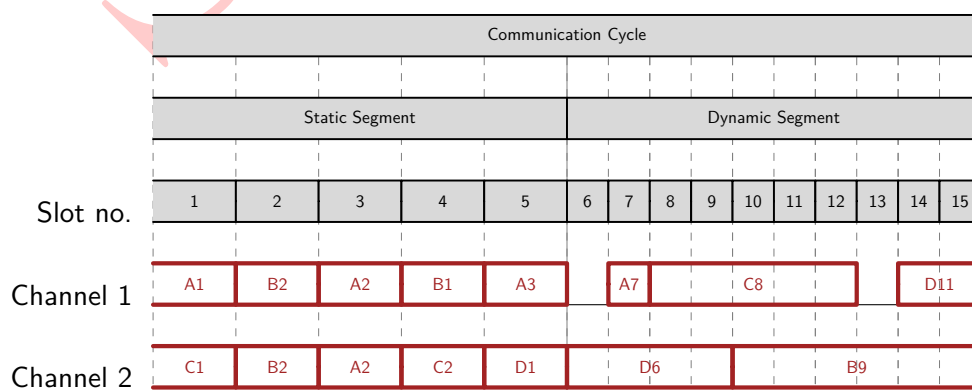 Communication Cycle
Static Segment Dynamic Segment
Slot no. 1 2 3 4 5 6 7 8 9 10 11 12 13 14 15
Channel 1 A1 B2 A2 B1 A3 A7 C8 D11
Channel 2 C1 B2 A2 C2 D1 D6 B9